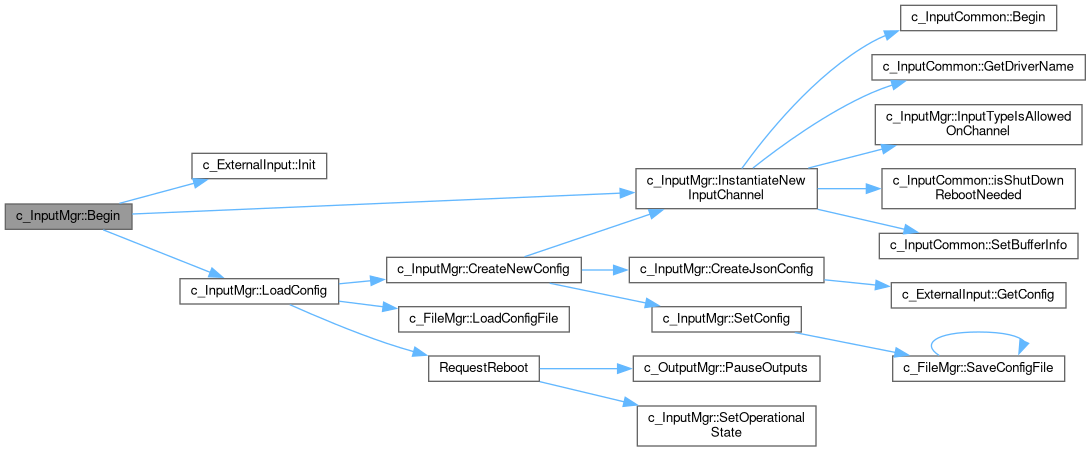 c_InputCommon::Begin
c_InputCommon::GetDriverName
c_InputMgr::InputTypeIsAllowed
OnChannel
c_ExternalInput::Init
c_InputMgr::InstantiateNew
InputChannel
c_InputCommon::isShutDown
RebootNeeded
c_InputMgr::Begin
c_InputCommon::SetBufferInfo
c_InputMgr::CreateNewConfig
c_InputMgr::CreateJsonConfig
c_InputMgr::LoadConfig
c_ExternalInput::GetConfig
c_FileMgr::LoadConfigFile
c_InputMgr::SetConfig
RequestReboot
c_OutputMgr::PauseOutputs
c_FileMgr::SaveConfigFile
c_InputMgr::SetOperational
State